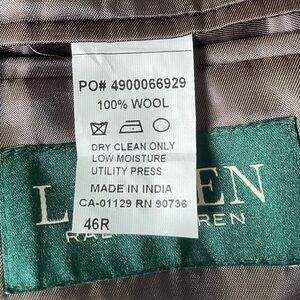 PO# 4900066929
100% WOOL
DRY CLEAN ONLY
LOW MOISTURE
UTILITY PRESS
MADE IN INDIA
CA-01129 RN 90736
46R